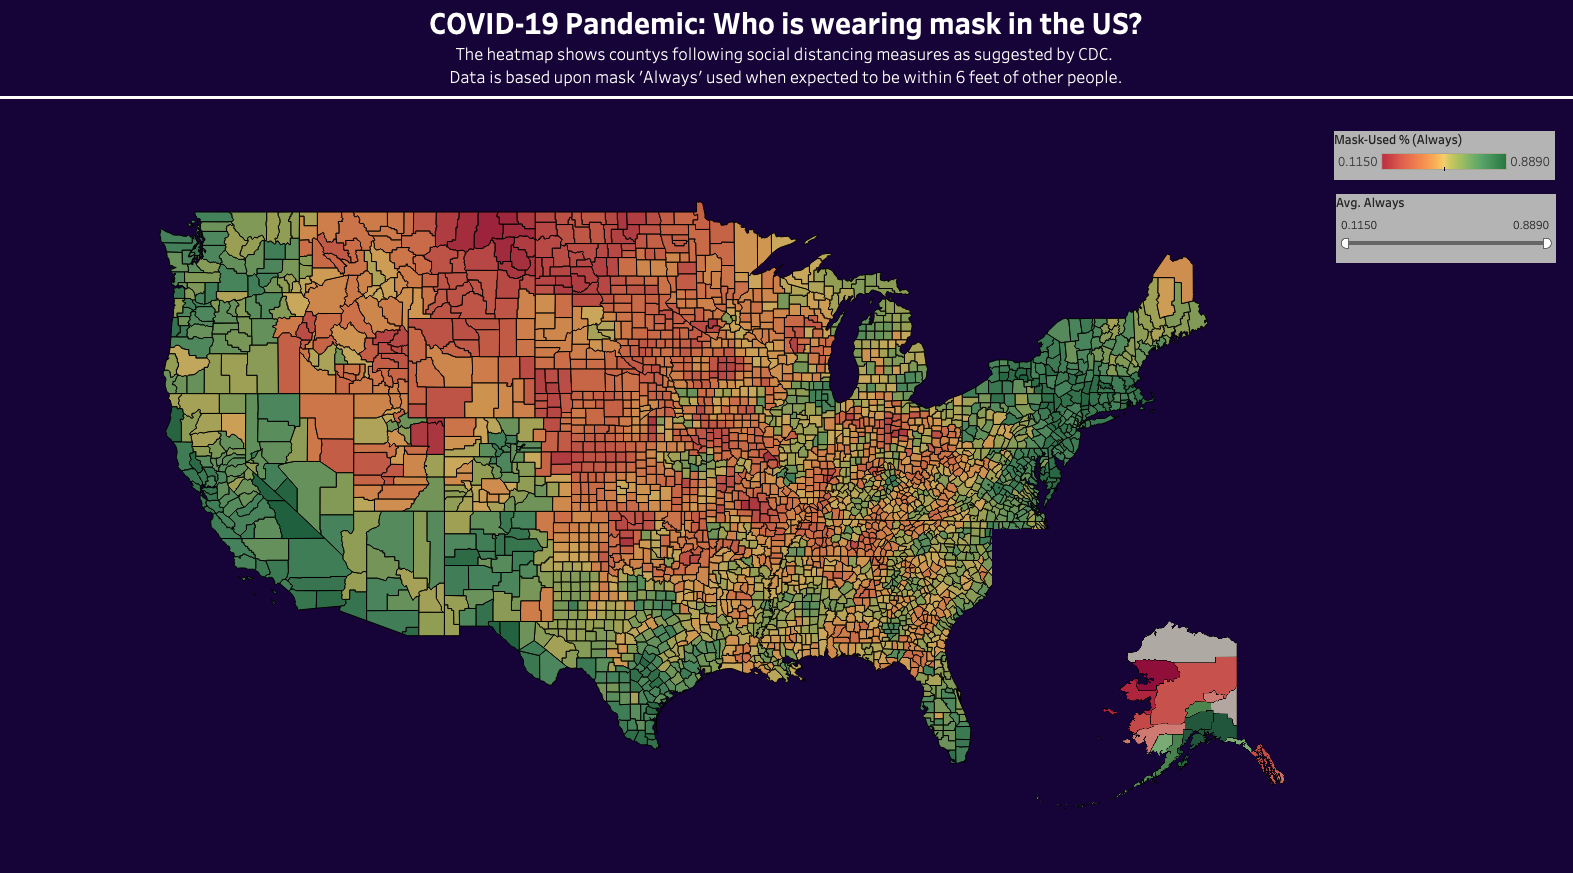 COVID-19 Pandemic: Who is wearing mask in the US?
The heatmap shows countys following social distancing measures as suggested by CDC.
Data is based upon mask 'Always' used when expected to be within 6 feet of other people.
Mask-Used % (Always)
0.1150 0.8890
Avg. Always
0.1150 0.8890